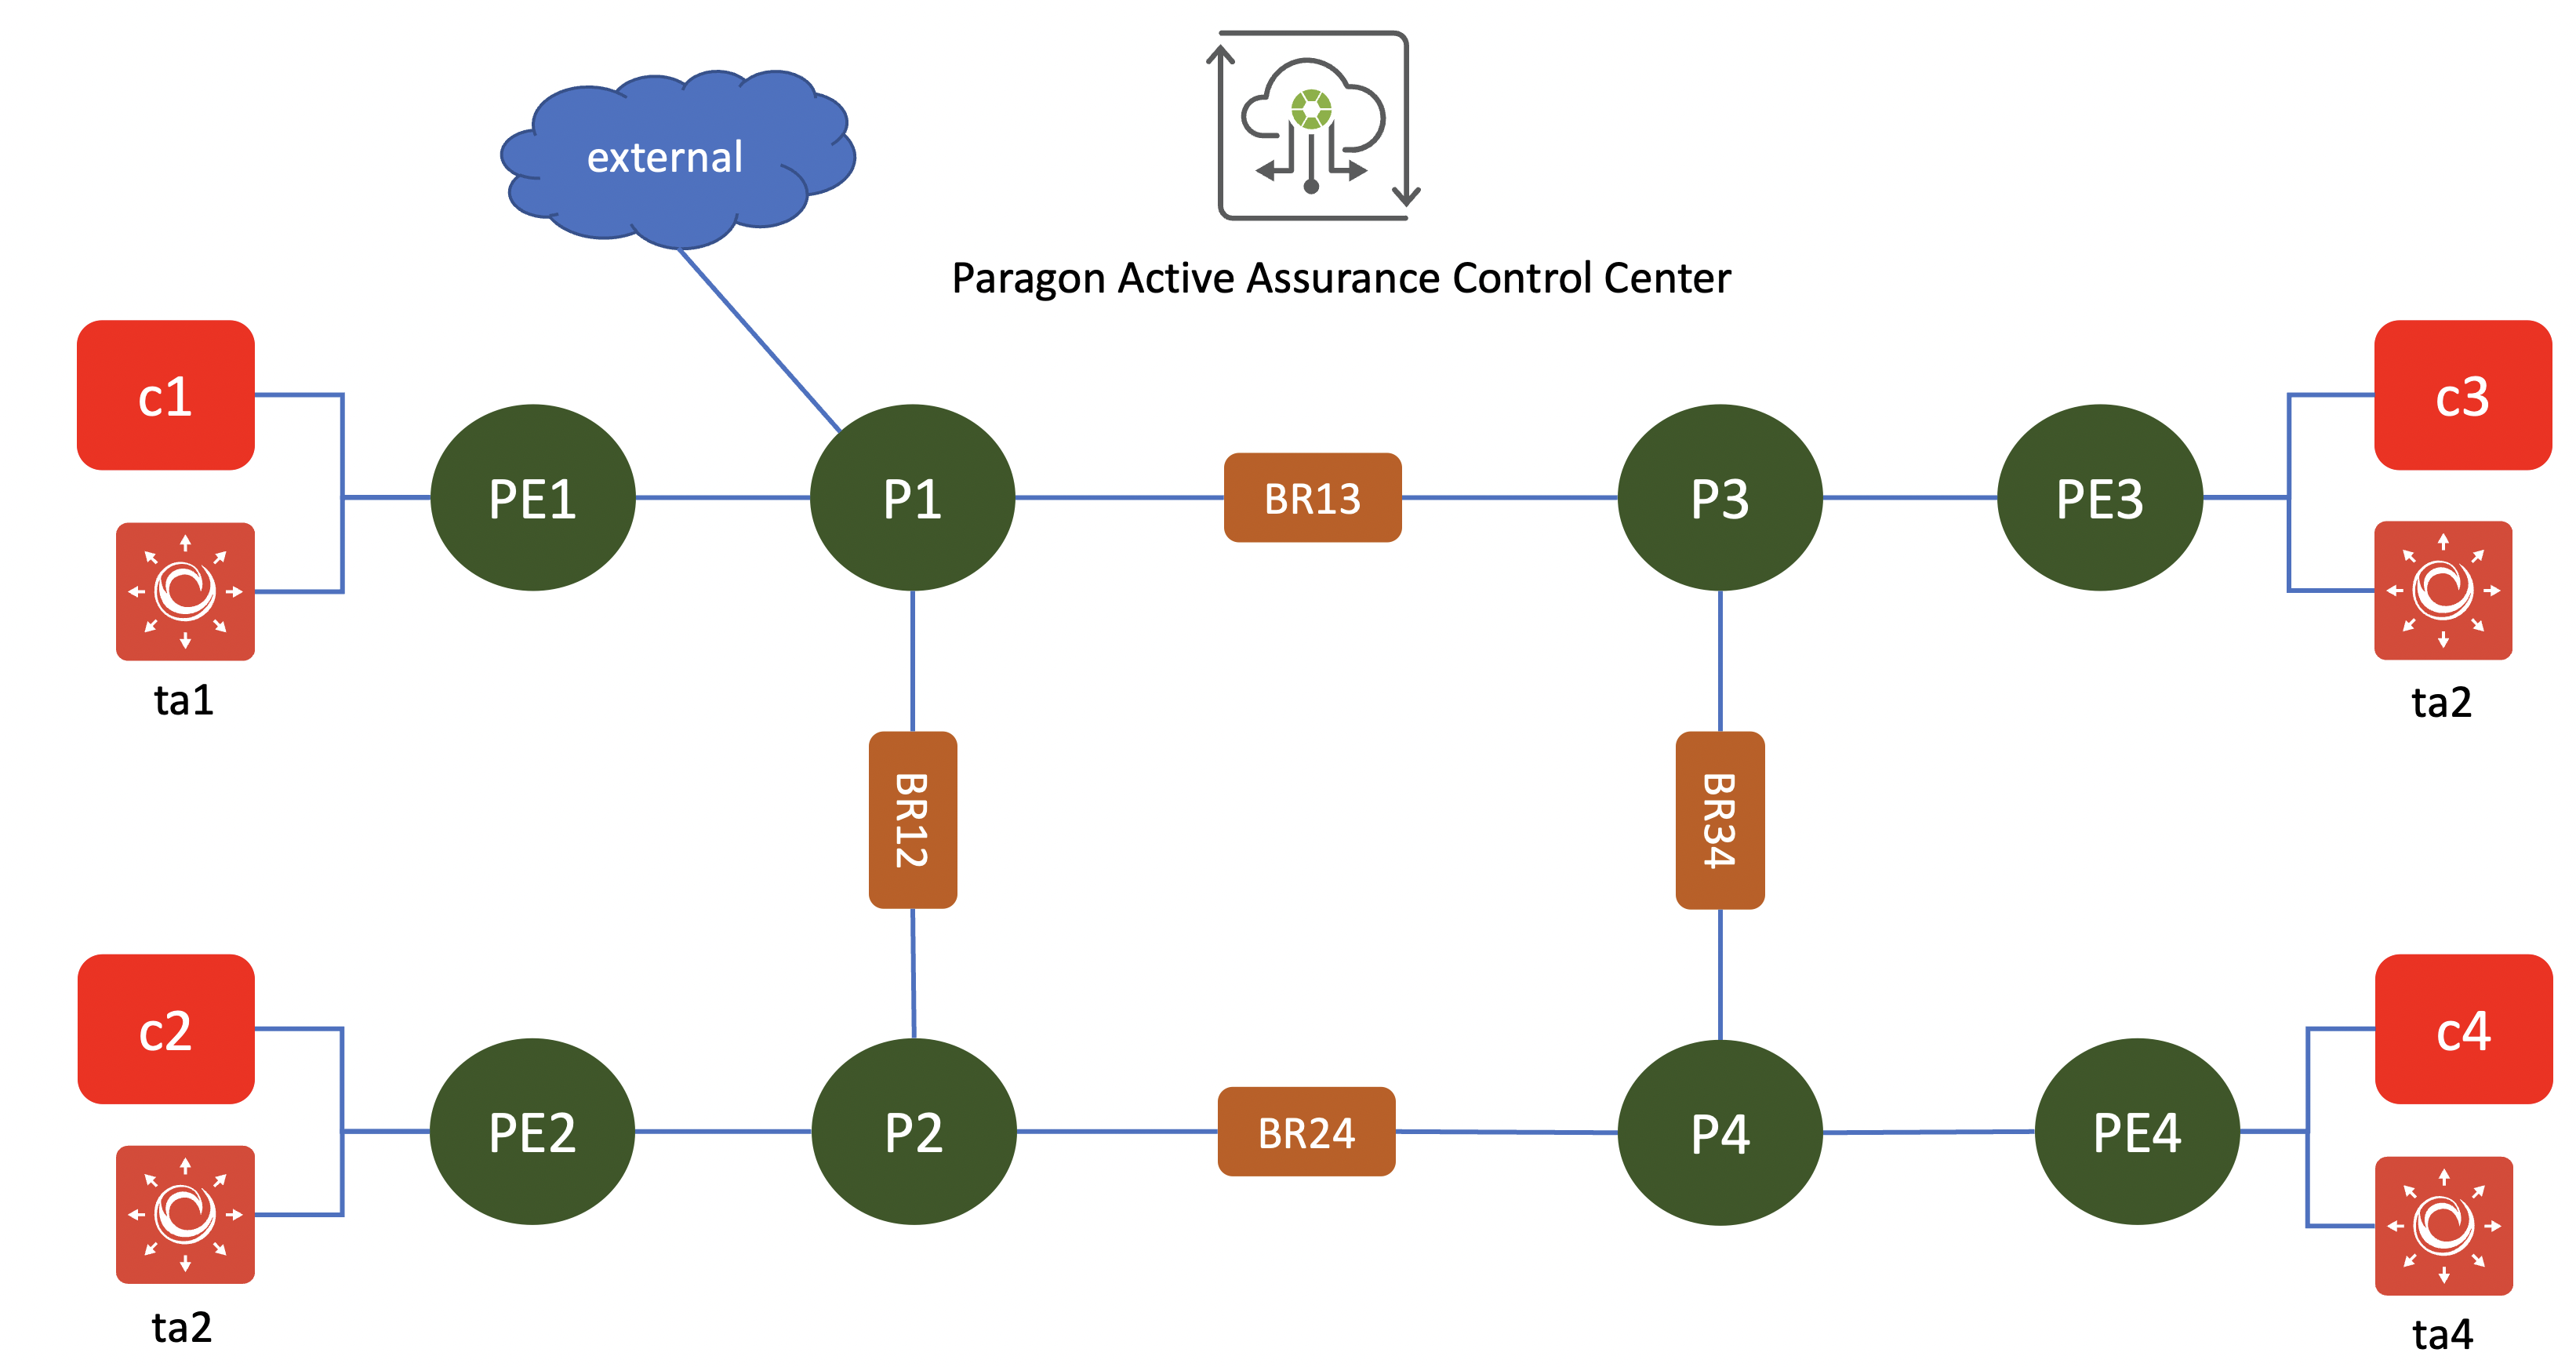 external
Paragon Active Assurance Control Center
c1
c3
PE1
P1
BR13
P3
PE3
ta1
ta2
BR12
BR34
c2
c4
PE2
P2
BR24
P4
PE4
ta2
ta4